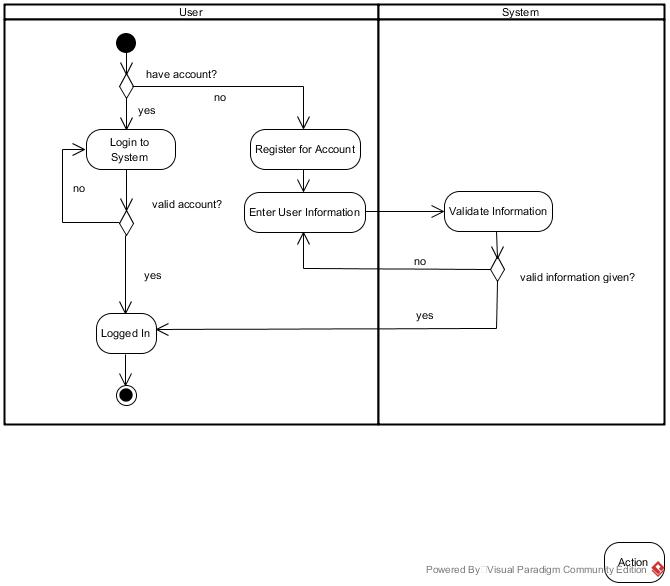 User
System
have account?
no
yes
Login to
System
Register for Account
no
valid account?
Enter User Information
Validate Information
no
valid information given?
yes
yes
Logged In
Action
Powered By Visual Paradigm Community Edition